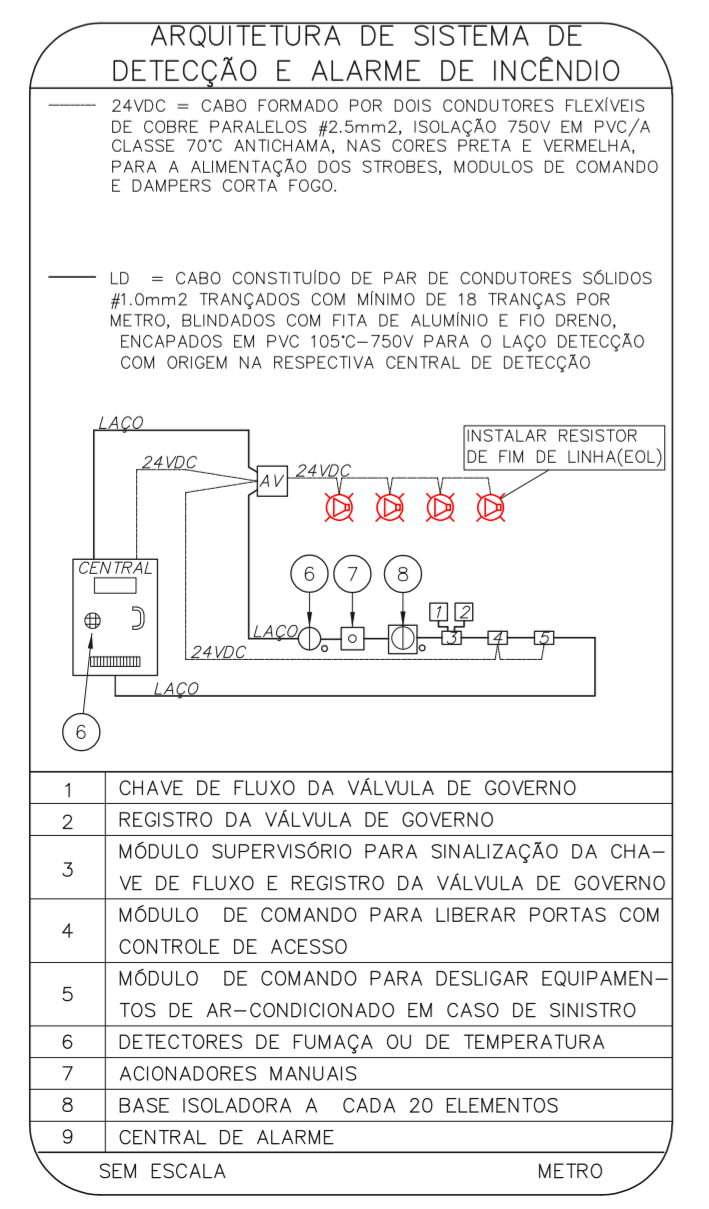 ARQUITETURA DE SISTEMA DE
DETECÇÃO E ALARME DE INCÊNDIO
24VDC = CABO FORMADO POR DOIS CONDUTORES FLEXÍVEIS
DE COBRE PARALELOS #2.5mm2, ISOLAÇÃO 750V EM PVC/A
CLASSE 70°C ANTICHAMA, NAS CORES PRETA E VERMELHA,
PARA A ALIMENTAÇÃO DOS STROBES, MODULOS DE COMANDO
E DAMPERS CORTA FOGO.
LD = CABO CONSTITUÍDO DE PAR DE CONDUTORES SÓLIDOS
#1.0mm2 TRANÇADOS COM MÍNIMO DE 18 TRANÇAS POR
METRO, BLINDADOS COM FITA DE ALUMÍNIO E FIO DRENO,
ENCAPADOS EM PVC 105°C-750V PARA O LAÇO DETECÇÃO
COM ORIGEM NA RESPECTIVA CENTRAL DE DETECÇÃO
LAÇO
INSTALAR RESISTOR
DE FIM DE LINHA(EOL)
24VDC
AV
24VDC
CENTRAL
6
7
8
1
2
LAÇO
3
4
5
24VDC
LAÇO
6
1 CHAVE DE FLUXO DA VÁLVULA DE GOVERNO
2 REGISTRO DA VÁLVULA DE GOVERNO
3 MÓDULO SUPERVISÓRIO PARA SINALIZAÇÃO DA CHA-
VE DE FLUXO E REGISTRO DA VÁLVULA DE GOVERNO
4 MÓDULO DE COMANDO PARA LIBERAR PORTAS COM
CONTROLE DE ACESSO
5 MÓDULO DE COMANDO PARA DESLIGAR EQUIPAMEN-
TOS DE AR-CONDICIONADO EM CASO DE SINISTRO
6 DETECTORES DE FUMAÇA OU DE TEMPERATURA
7 ACIONADORES MANUAIS
8 BASE ISOLADORA A CADA 20 ELEMENTOS
9 CENTRAL DE ALARME
SEM ESCALA METRO